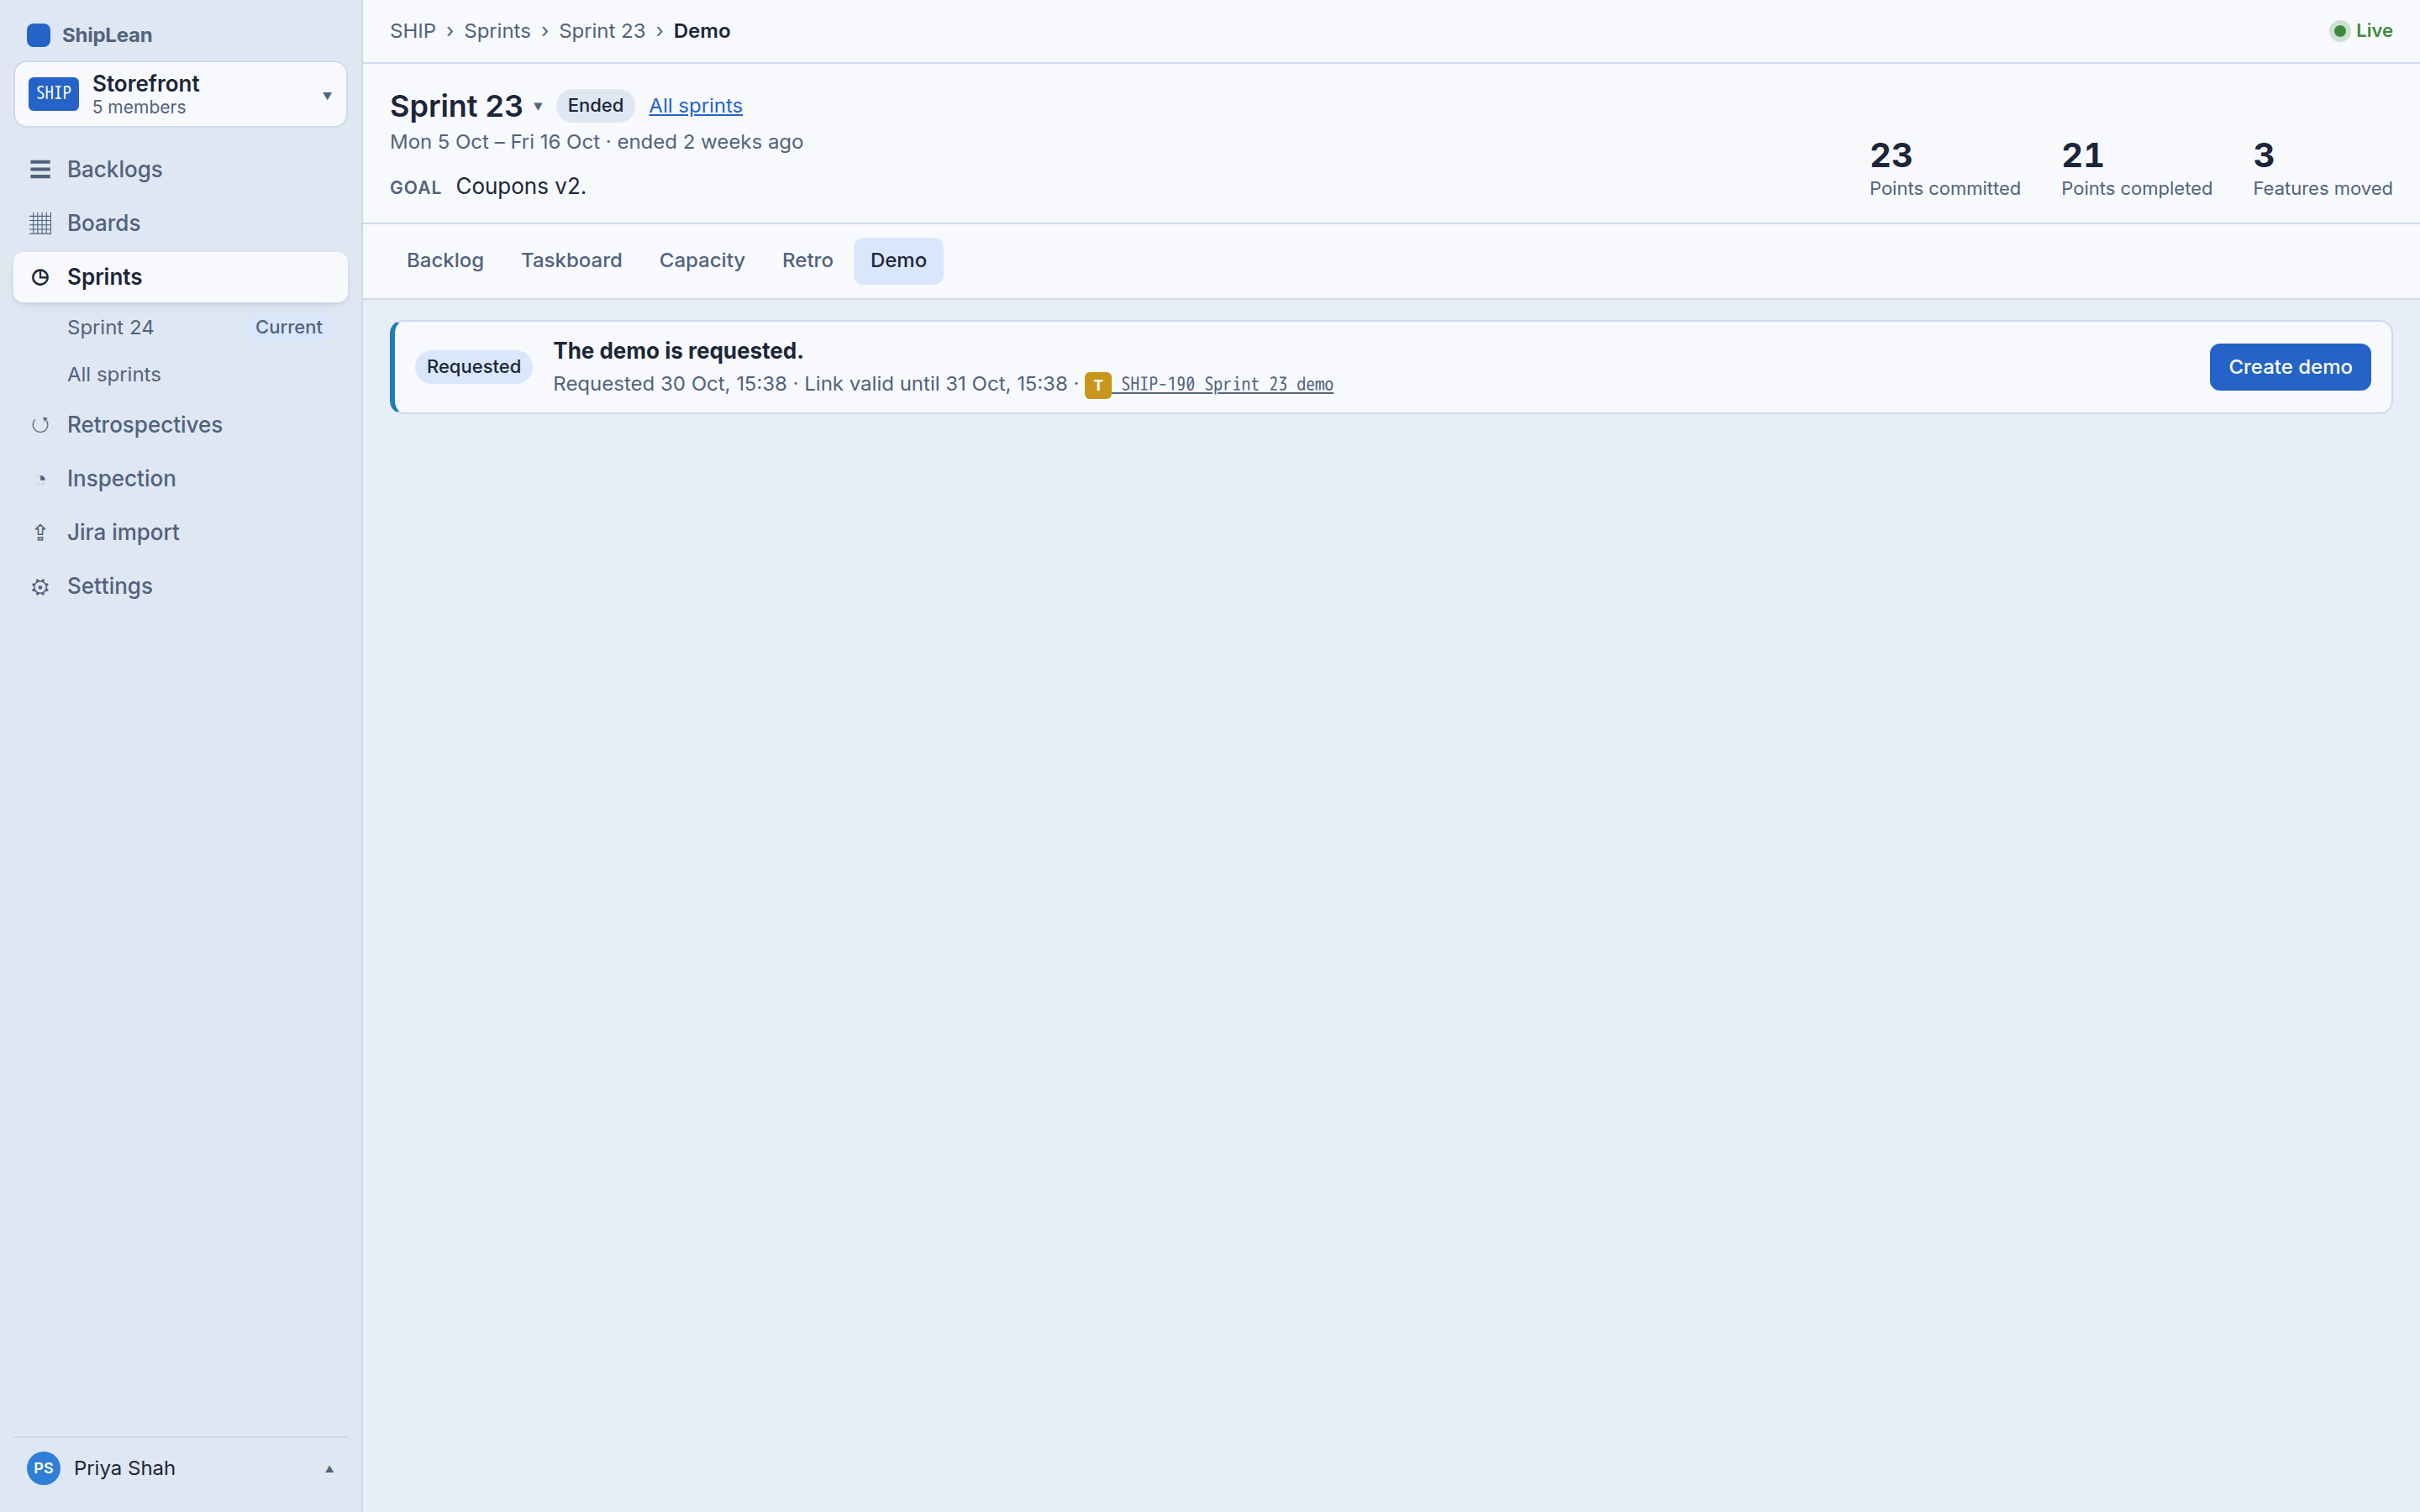 ShipLean
SHIP
Storefront
5 members
Backlogs
Boards
Sprints
Sprint 24 Current
All sprints
Retrospectives
Inspection
Jira import
Settings
PS Priya Shah
SHIP › Sprints › Sprint 23 › Demo
Live
Sprint 23 Ended All sprints
Mon 5 Oct – Fri 16 Oct · ended 2 weeks ago
GOAL Coupons v2.
23 21 3
Points committed Points completed Features moved
Backlog Taskboard Capacity Retro Demo
Requested
The demo is requested.
Requested 30 Oct, 15:38 · Link valid until 31 Oct, 15:38 · T SHIP-190 Sprint 23 demo
Create demo